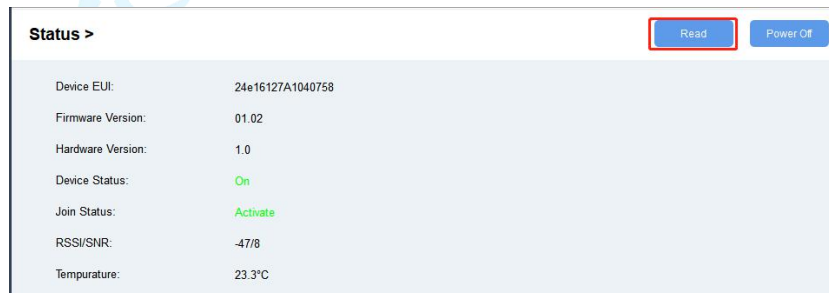 Status >
Read
Power Off
Device EUI: 24e16127A1040758
Firmware Version: 01.02
Hardware Version: 1.0
Device Status: On
Join Status: Activate
RSSI/SNR: -47/8
Tempurature: 23.3°C